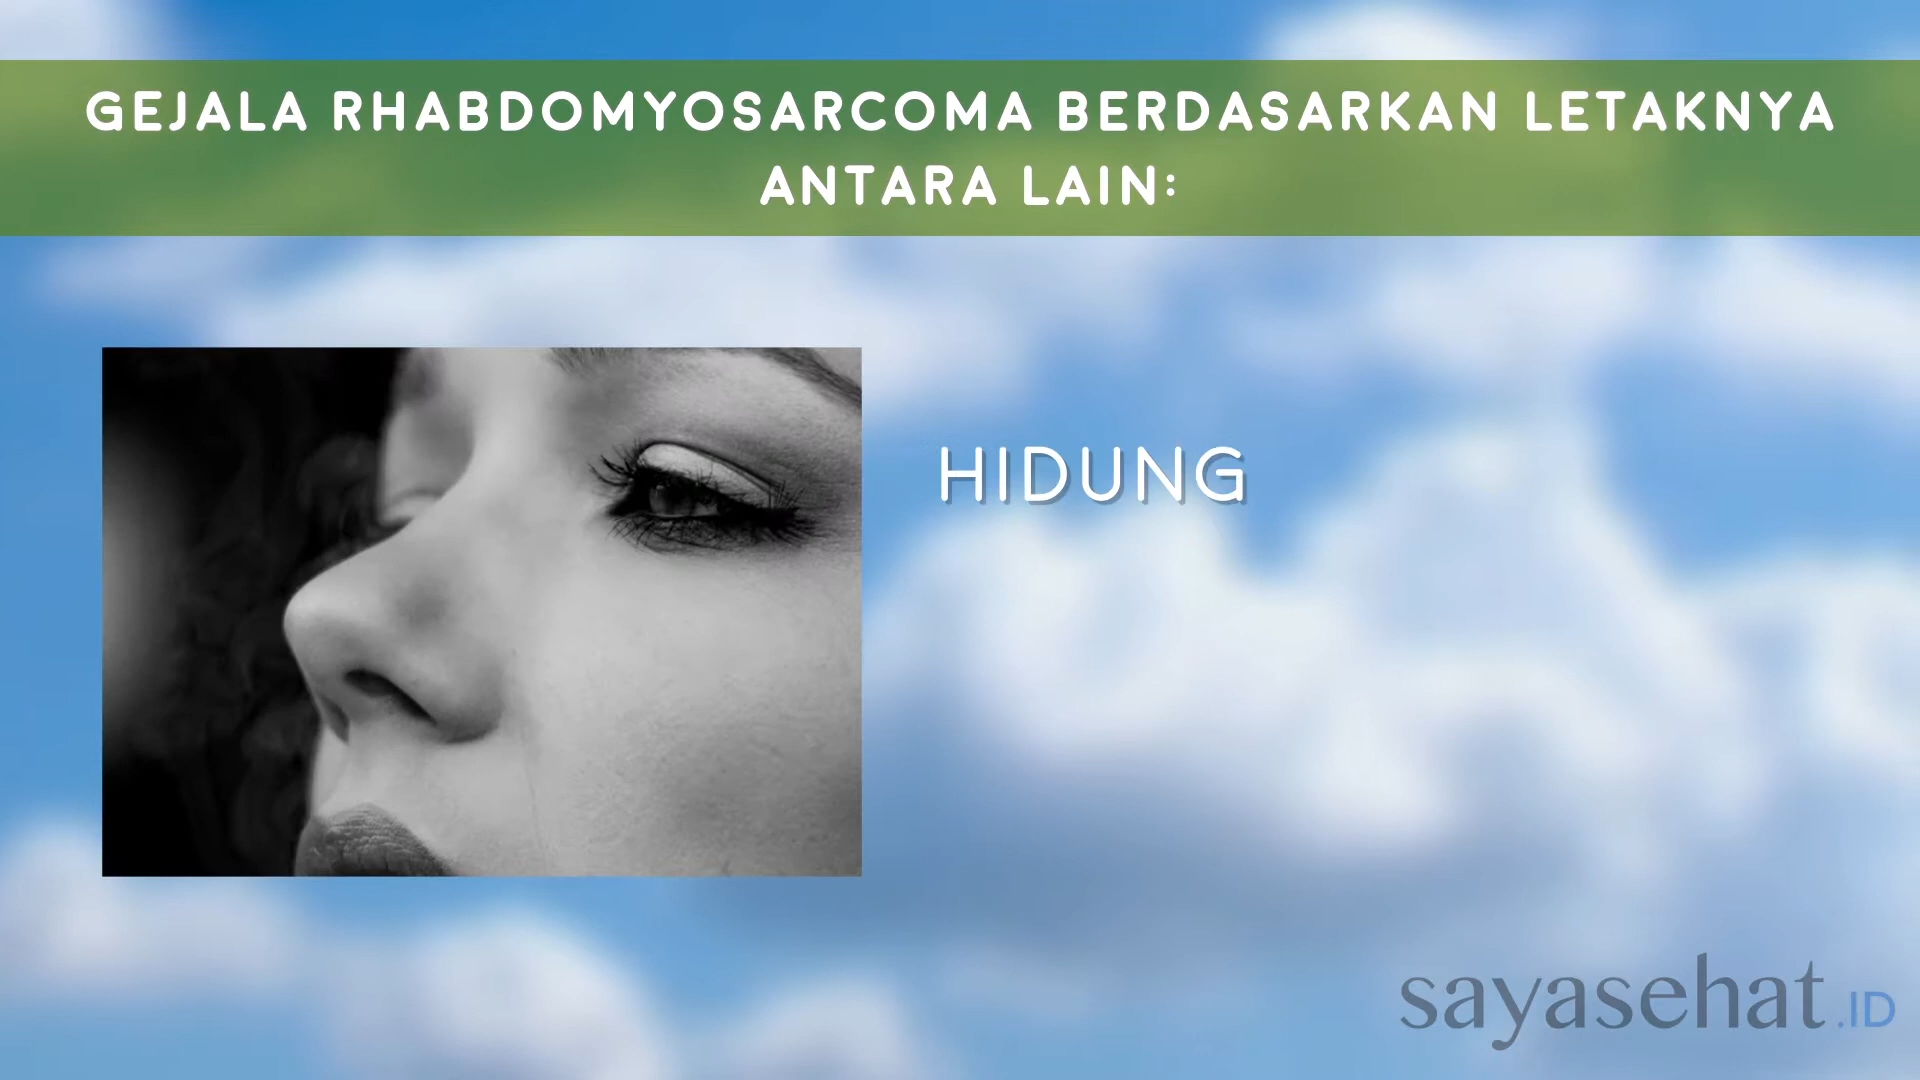 GEJALA RHABDOMYOSARCOMA BERDASARKAN LETAKNYA
ANTARA LAIN:
HIDUNG
sayasehat.ID